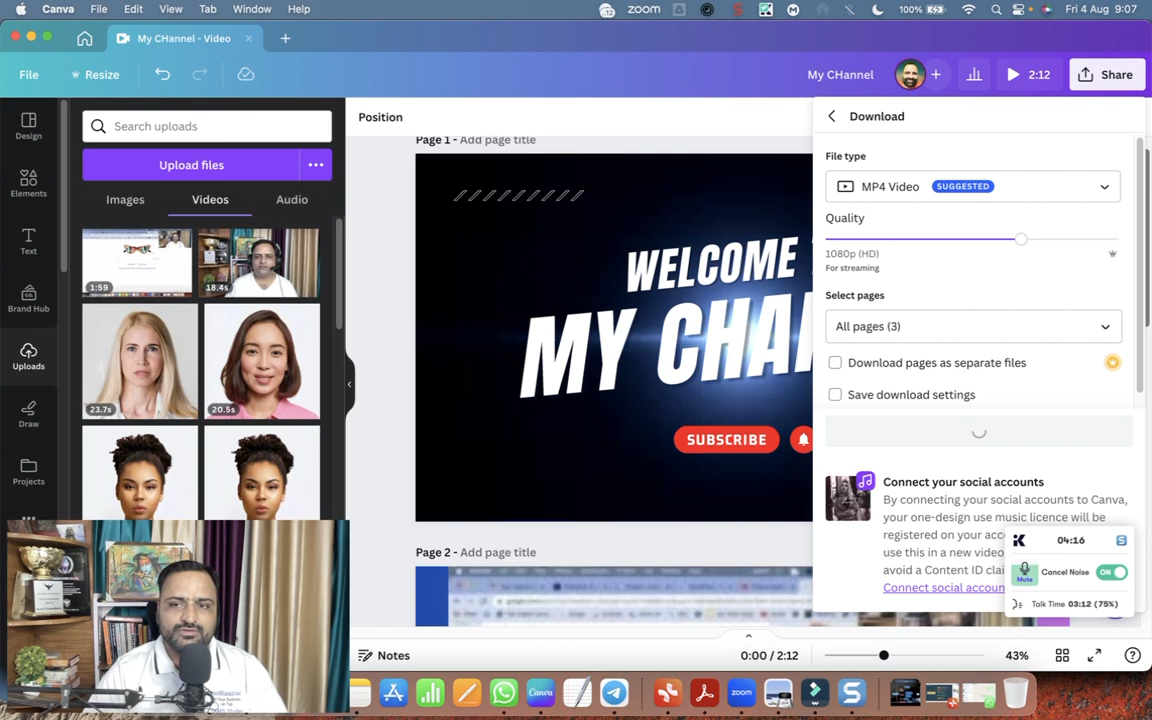 Canva File Edit View Tab Window Help
12 zoom 100% Fri 4 Aug 9:07
My CHannel - Video
File Resize My CHannel 2:12 Share
Design
Elements
Text
Brand Hub
Uploads
Draw
Projects
Search uploads
Upload files
Images Videos Audio
1:59 18.4s
23.7s 20.5s
Position
Page 1 - Add page title
WELCOME
MY CHA
SUBSCRIBE
Page 2 - Add page title
Download
File type
MP4 Video SUGGESTED
Quality
1080p (HD)
For streaming
Select pages
All pages (3)
Download pages as separate files
Save download settings
Connect your social accounts
By connecting your social accounts to Canva,
your one-design use music licence will be
registered on your acco
use this in a new video
avoid a Content ID clai
Connect social accoun
04:16
Mute Cancel Noise ON
Talk Time 03:12 (75%)
Notes 0:00 / 2:12 43%
Canva zoom